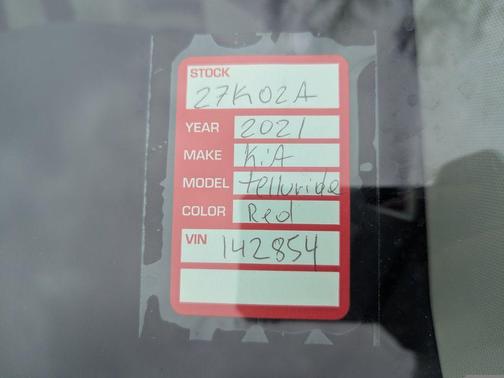 STOCK
27K02A
YEAR 2021
MAKE KiA
MODEL telluride
COLOR Red
VIN 142854